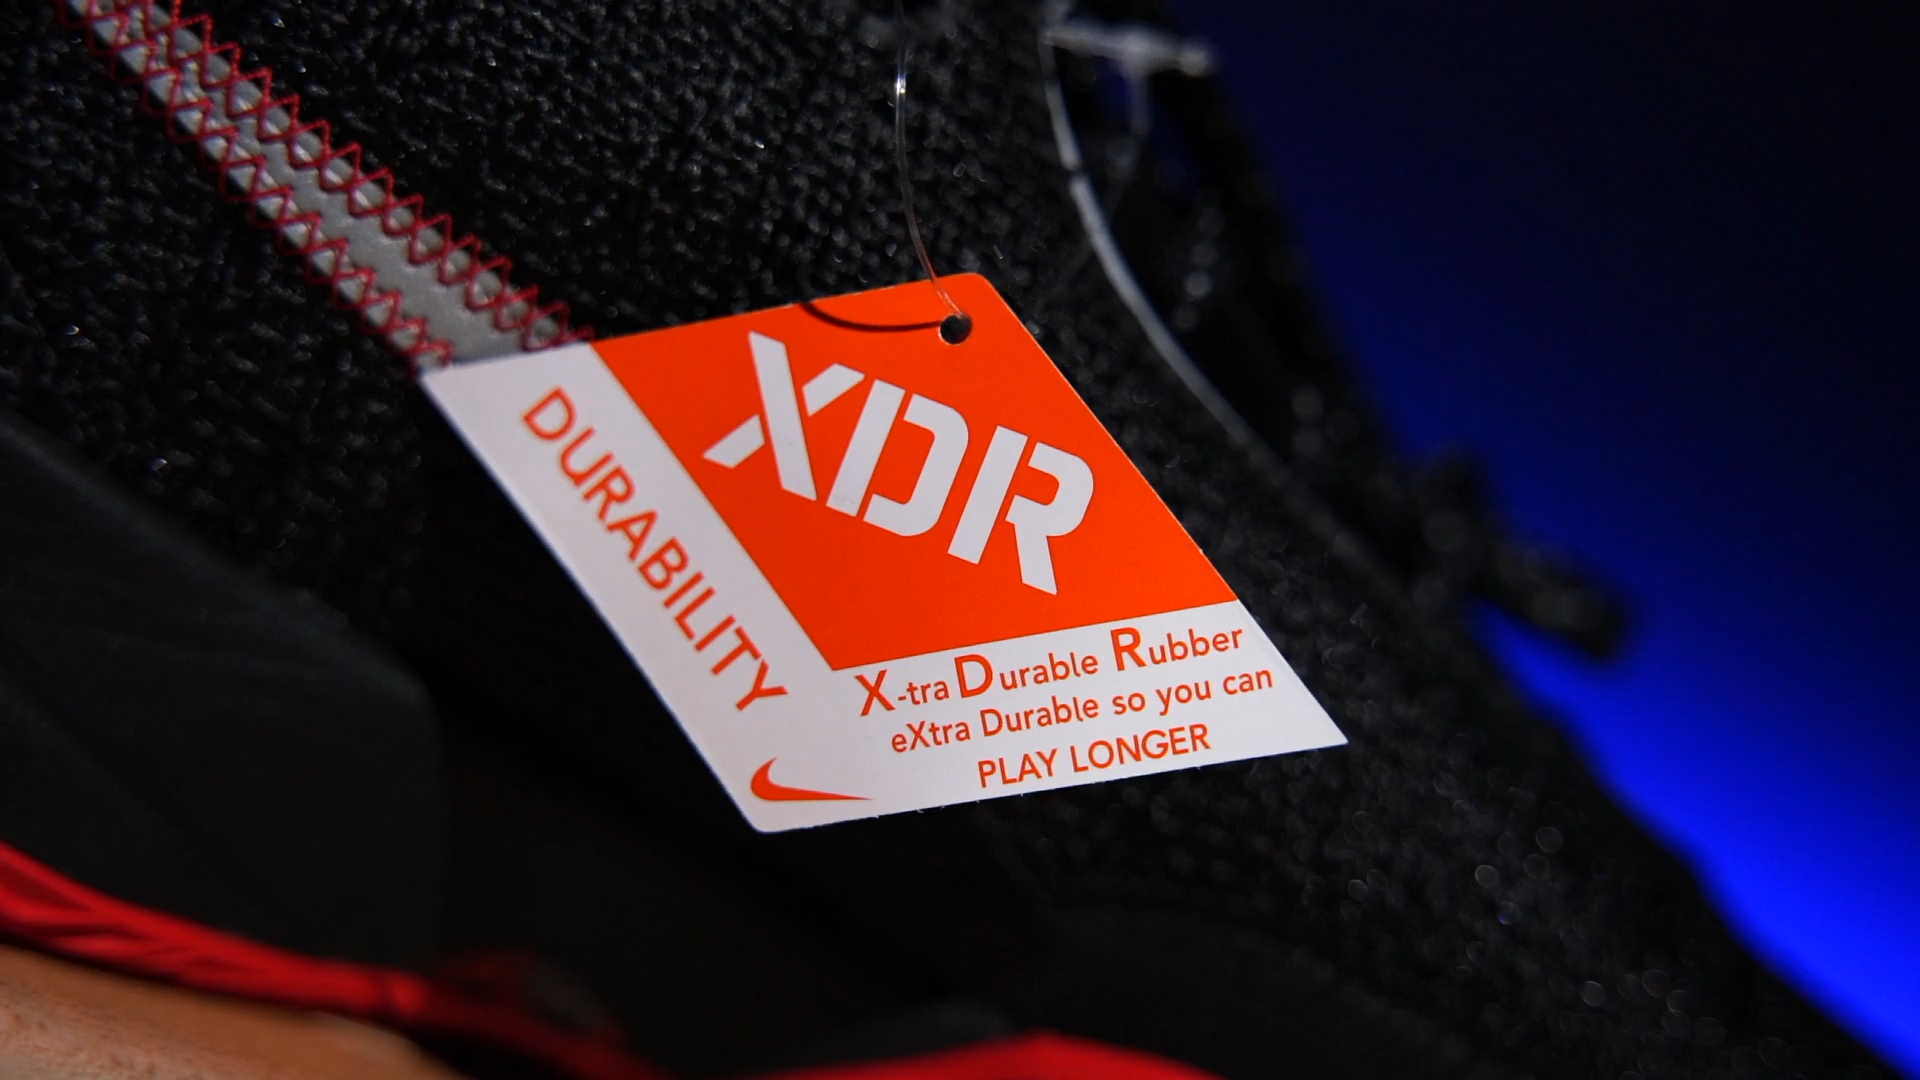 XDR
DURABILITY
X-tra Durable Rubber
eXtra Durable so you can
PLAY LONGER